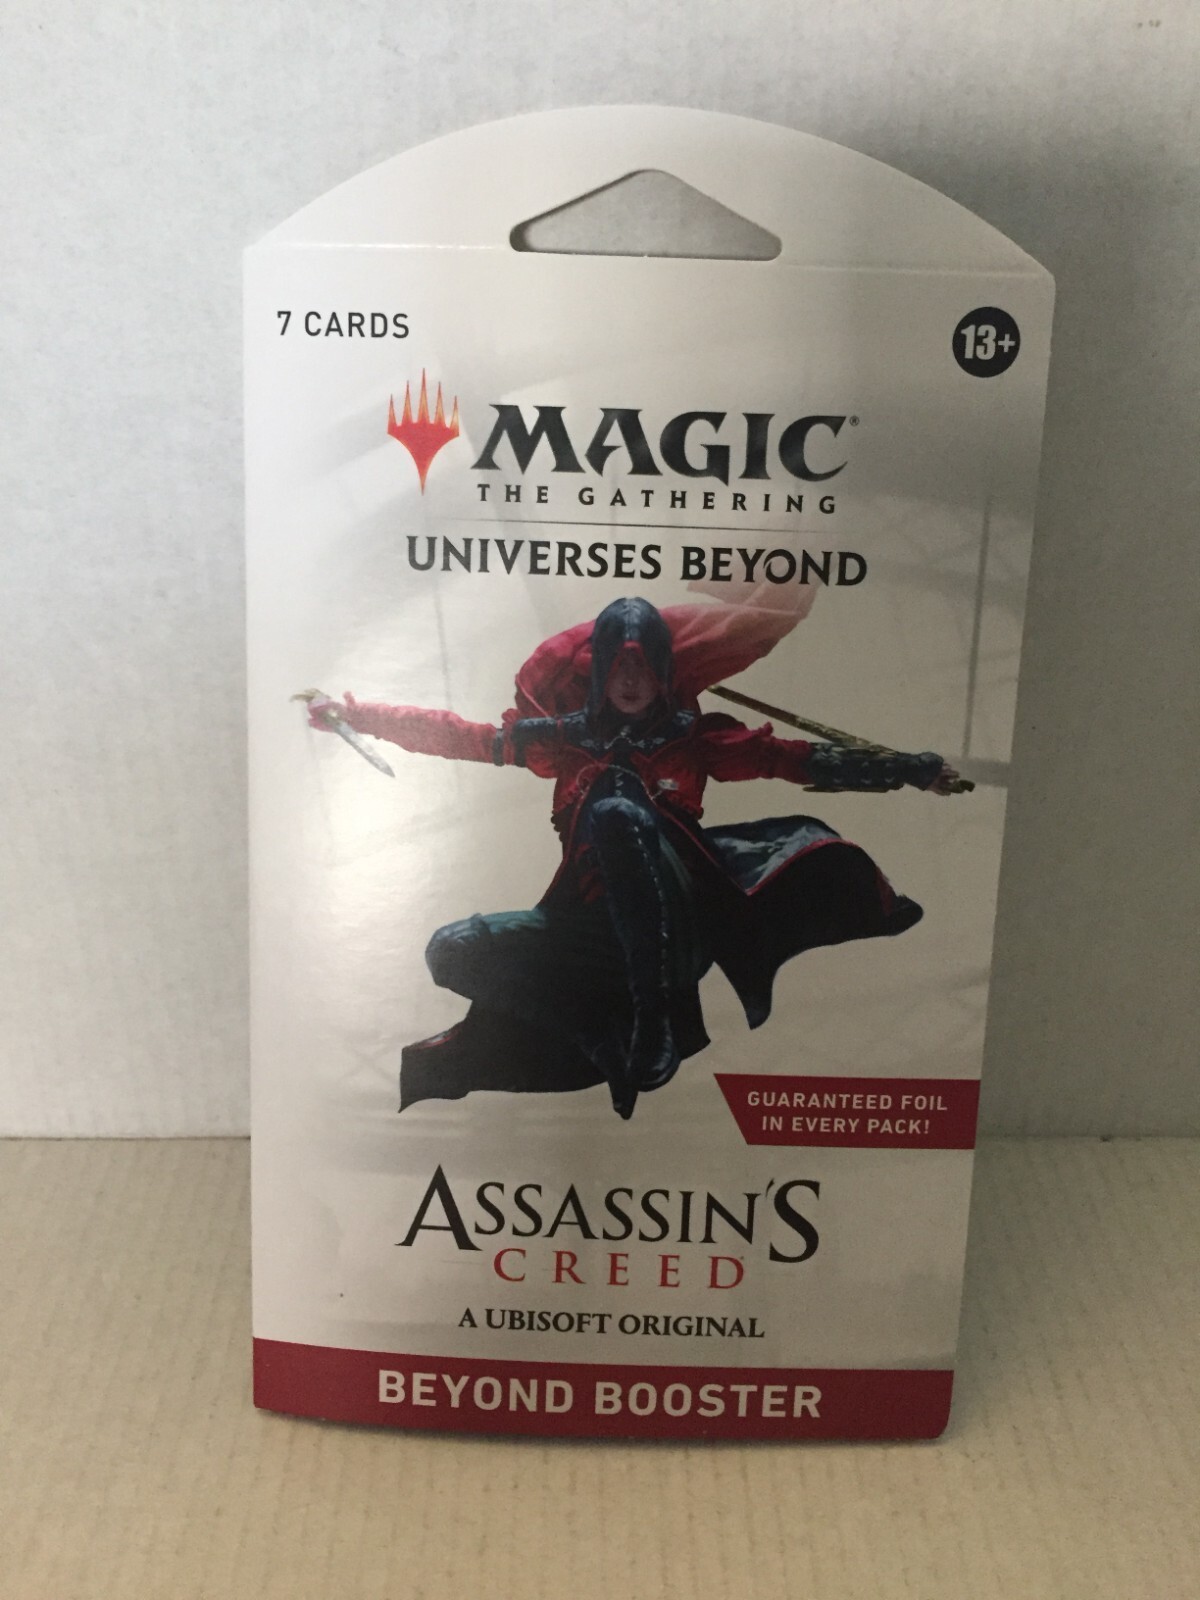 7 CARDS
13+
MAGIC®
THE GATHERING
UNIVERSES BEYOND
GUARANTEED FOIL
IN EVERY PACK!
ASSASSIN'S
CREED
A UBISOFT ORIGINAL
BEYOND BOOSTER